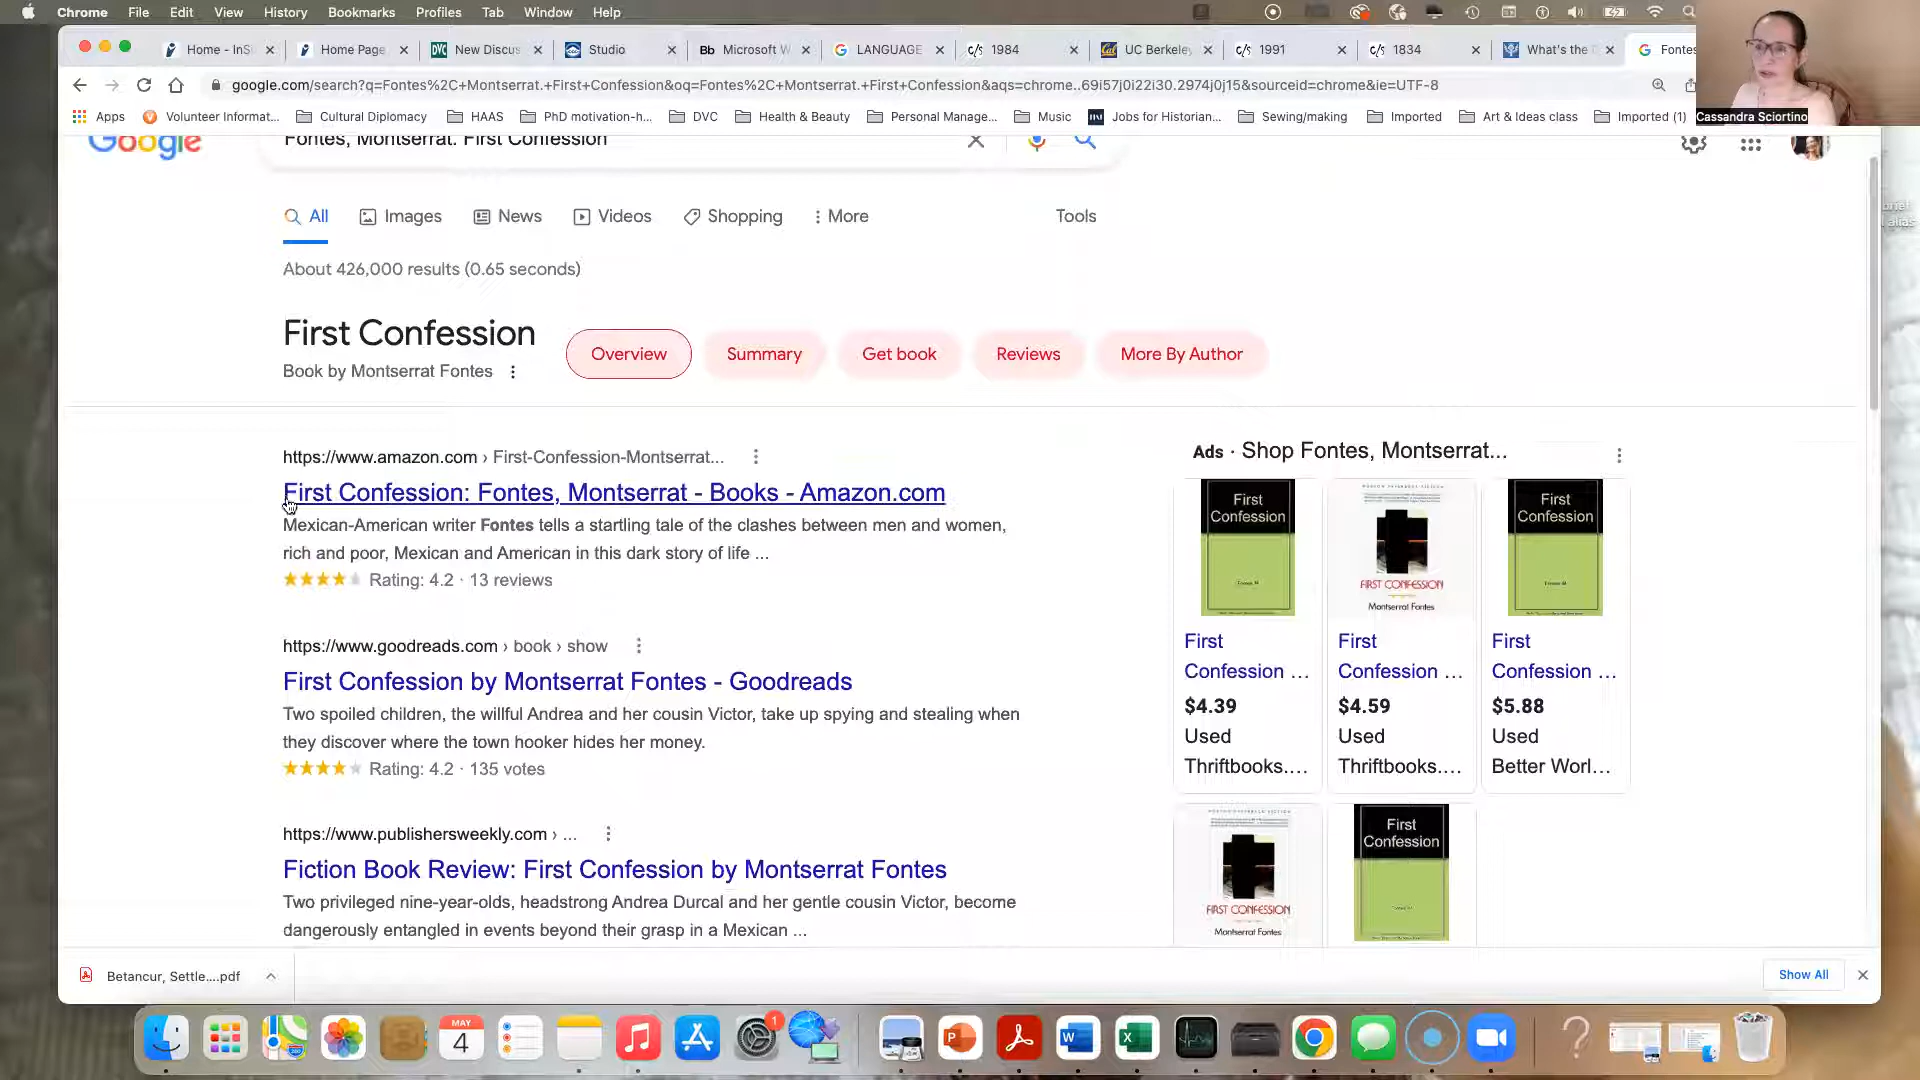 Chrome File Edit View History Bookmarks Profiles Tab Window Help
Home - InSi Home Page New Discus Studio Bb Microsoft W LANGUAGE 1984 UC Berkeley 1991 1834 What's the Fontes
google.com/search?q=Fontes%2C+Montserrat.+First+Confession&oq=Fontes%2C+Montserrat.+First+Confession&aqs=chrome..69i57j0i22i30.2974j0j15&sourceid=chrome&ie=UTF-8
Apps Volunteer Informat... Cultural Diplomacy HAAS PhD motivation-h... DVC Health & Beauty Personal Manage... Music Jobs for Historian... Sewing/making Imported Art & Ideas class Imported (1)
Cassandra Sciortino
Google
Fontes, Montserrat. First Confession
All Images News Videos Shopping More Tools
About 426,000 results (0.65 seconds)
First Confession
Book by Montserrat Fontes
Overview Summary Get book Reviews More By Author
https://www.amazon.com › First-Confession-Montserrat...
First Confession: Fontes, Montserrat - Books - Amazon.com
Mexican-American writer Fontes tells a startling tale of the clashes between men and women,
rich and poor, Mexican and American in this dark story of life ...
Rating: 4.2 · 13 reviews
https://www.goodreads.com › book › show
First Confession by Montserrat Fontes - Goodreads
Two spoiled children, the willful Andrea and her cousin Victor, take up spying and stealing when
they discover where the town hooker hides her money.
Rating: 4.2 · 135 votes
https://www.publishersweekly.com › ...
Fiction Book Review: First Confession by Montserrat Fontes
Two privileged nine-year-olds, headstrong Andrea Durcal and her gentle cousin Victor, become
dangerously entangled in events beyond their grasp in a Mexican ...
Ads · Shop Fontes, Montserrat...
First
Confession
FIRST CONFESSION
Montserrat Fontes
First
Confession
First
Confession ...
$4.39
Used
Thriftbooks....
First
Confession ...
$4.59
Used
Thriftbooks....
First
Confession ...
$5.88
Used
Better Worl...
FIRST CONFESSION
Montserrat Fontes
First
Confession
Betancur, Settle....pdf
Show All
MAY
4
1